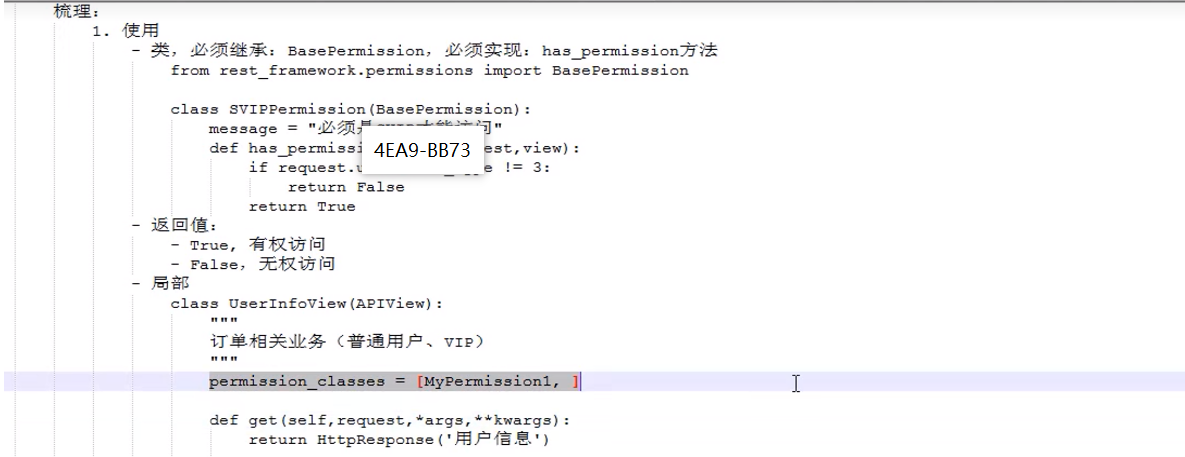 梳理：
1. 使用
- 类，必须继承：BasePermission，必须实现：has_permission方法
from rest_framework.permissions import BasePermission
class SVIPPermission(BasePermission):
message = "必须是 问"
def has_permiss est,view):
4EA9-BB73
if request.u != 3:
return False
return True
- 返回值：
- True, 有权访问
- False，无权访问
- 局部
class UserInfoView(APIView):
"""
订单相关业务（普通用户、VIP）
"""
permission_classes = [MyPermission1, ]
def get(self,request,*args,**kwargs):
return HttpResponse('用户信息')